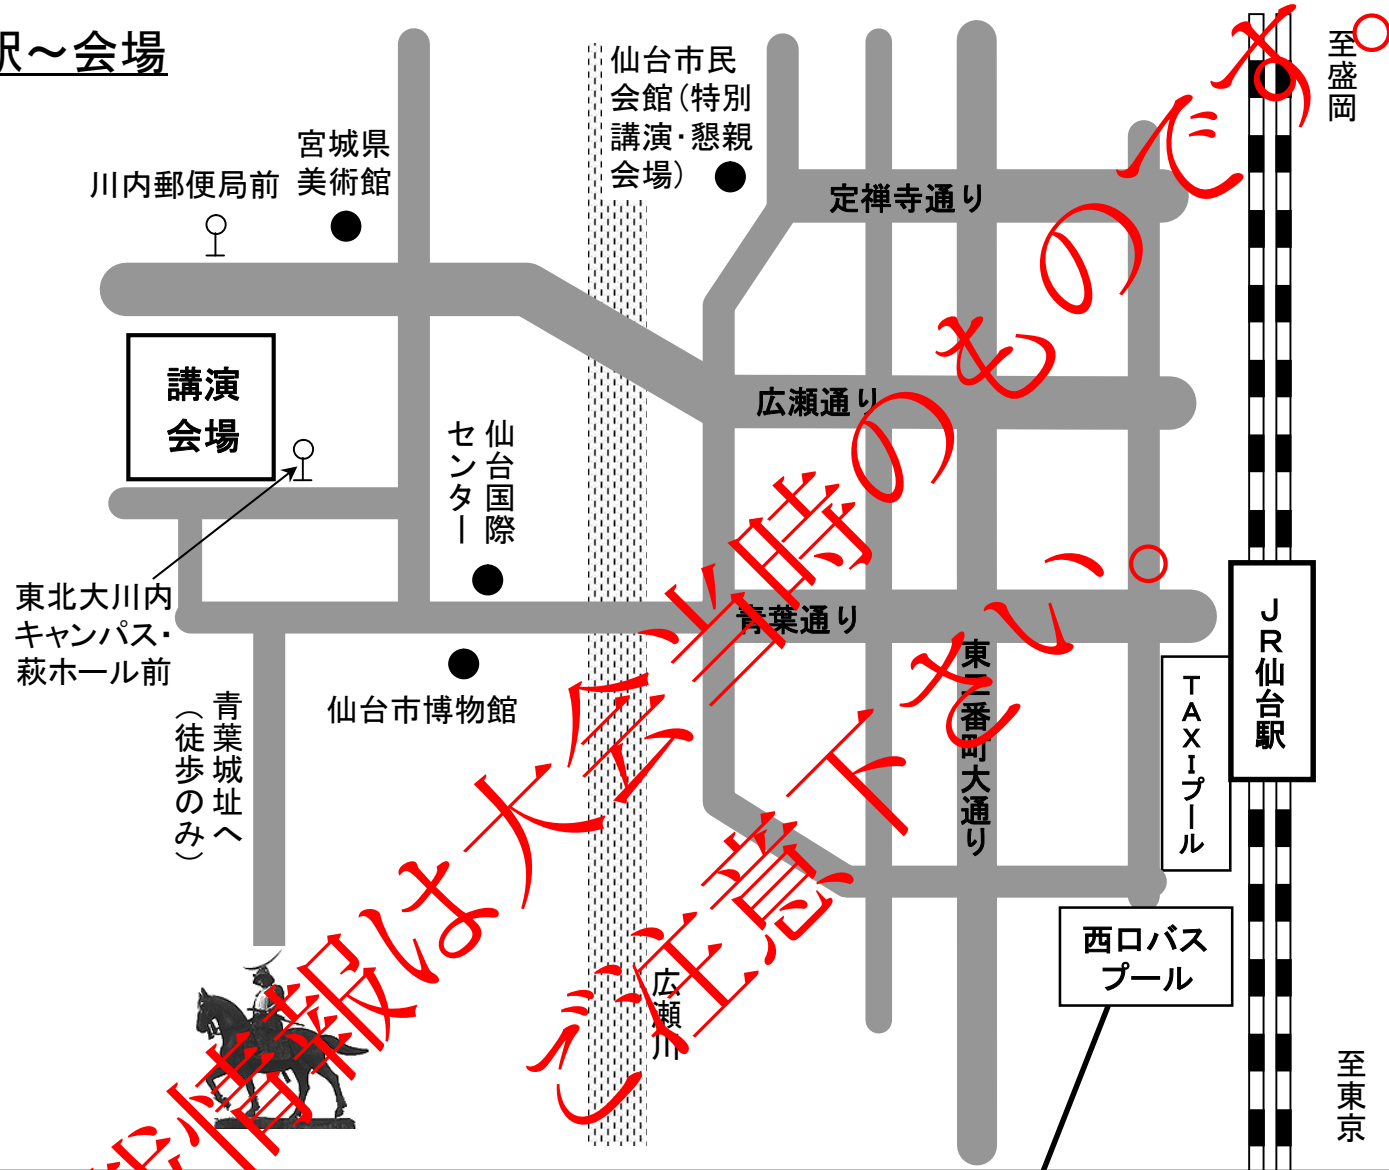 駅～会場
仙台市民
会館（特別
講演・懇親
会場）
至盛岡
宮城県
美術館
川内郵便局前
定禅寺通り
講演
会場
広瀬通り
仙台国際
センター
東北大川内
キャンパス・
萩ホール前
青葉通り
仙台市博物館
青葉城址へ
（徒歩のみ）
東二番町大通り
JR仙台駅
TAXIプール
西口バス
プール
広瀬川
至東京
情報は大会当時のものです。
ご注意下さい。